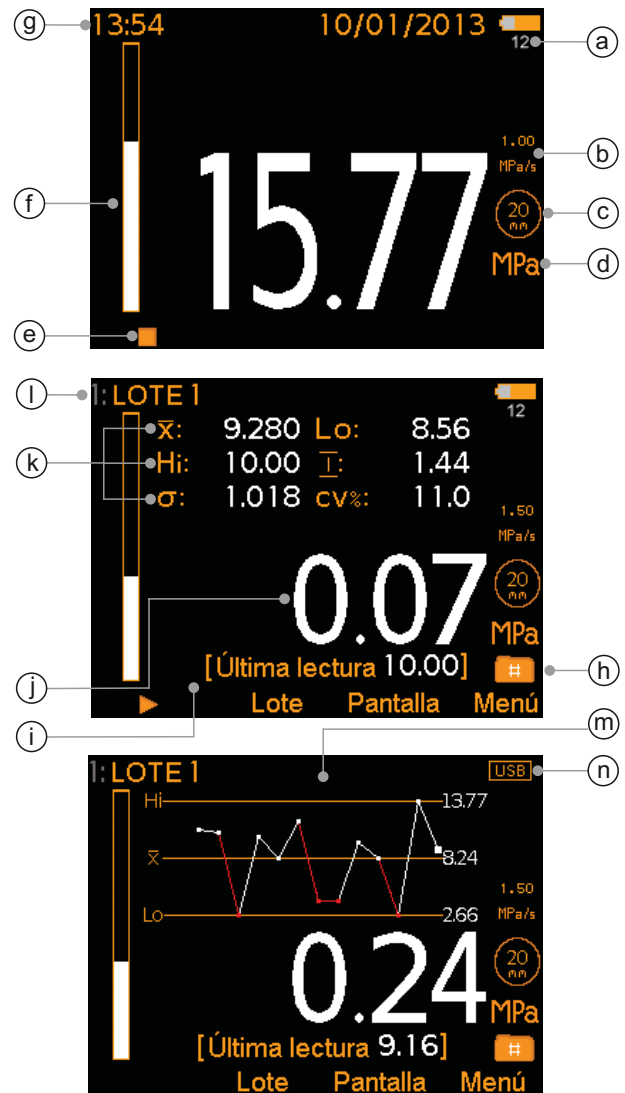 g 13:54 10/01/2013 12 a
1.00 MPa/s b
f 15.77 20 mm c
MPa d
e
l 1: LOTE 1 12
x̅: 9.280 Lo: 8.56
k Hi: 10.00 I̅: 1.44
σ: 1.018 cv%: 11.0
1.50
MPa/s
0.07 20 mm
MPa
j [Última lectura 10.00] # h
i Lote Pantalla Menú
m
1: LOTE 1 USB n
Hi 13.77
x̅ 8.24
1.50
Lo 2.66 MPa/s
0.24 20 mm
MPa
[Última lectura 9.16] #
Lote Pantalla Menú